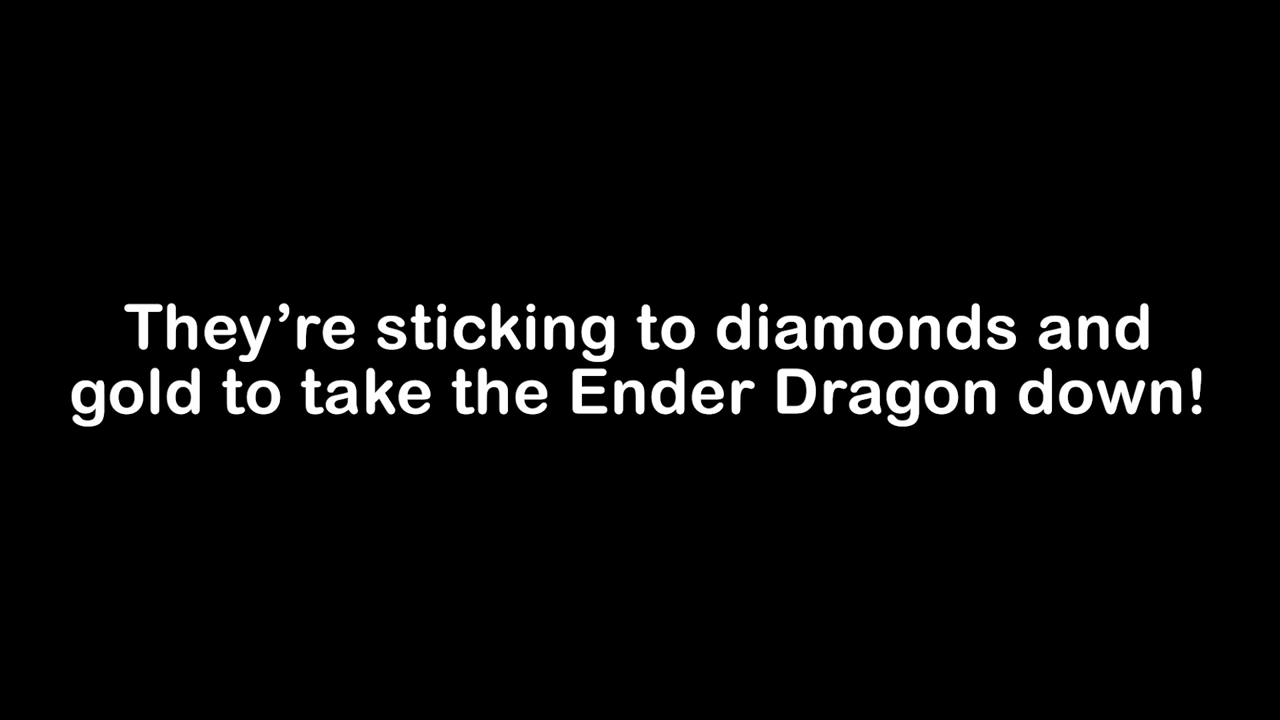 They’re sticking to diamonds and
gold to take the Ender Dragon down!